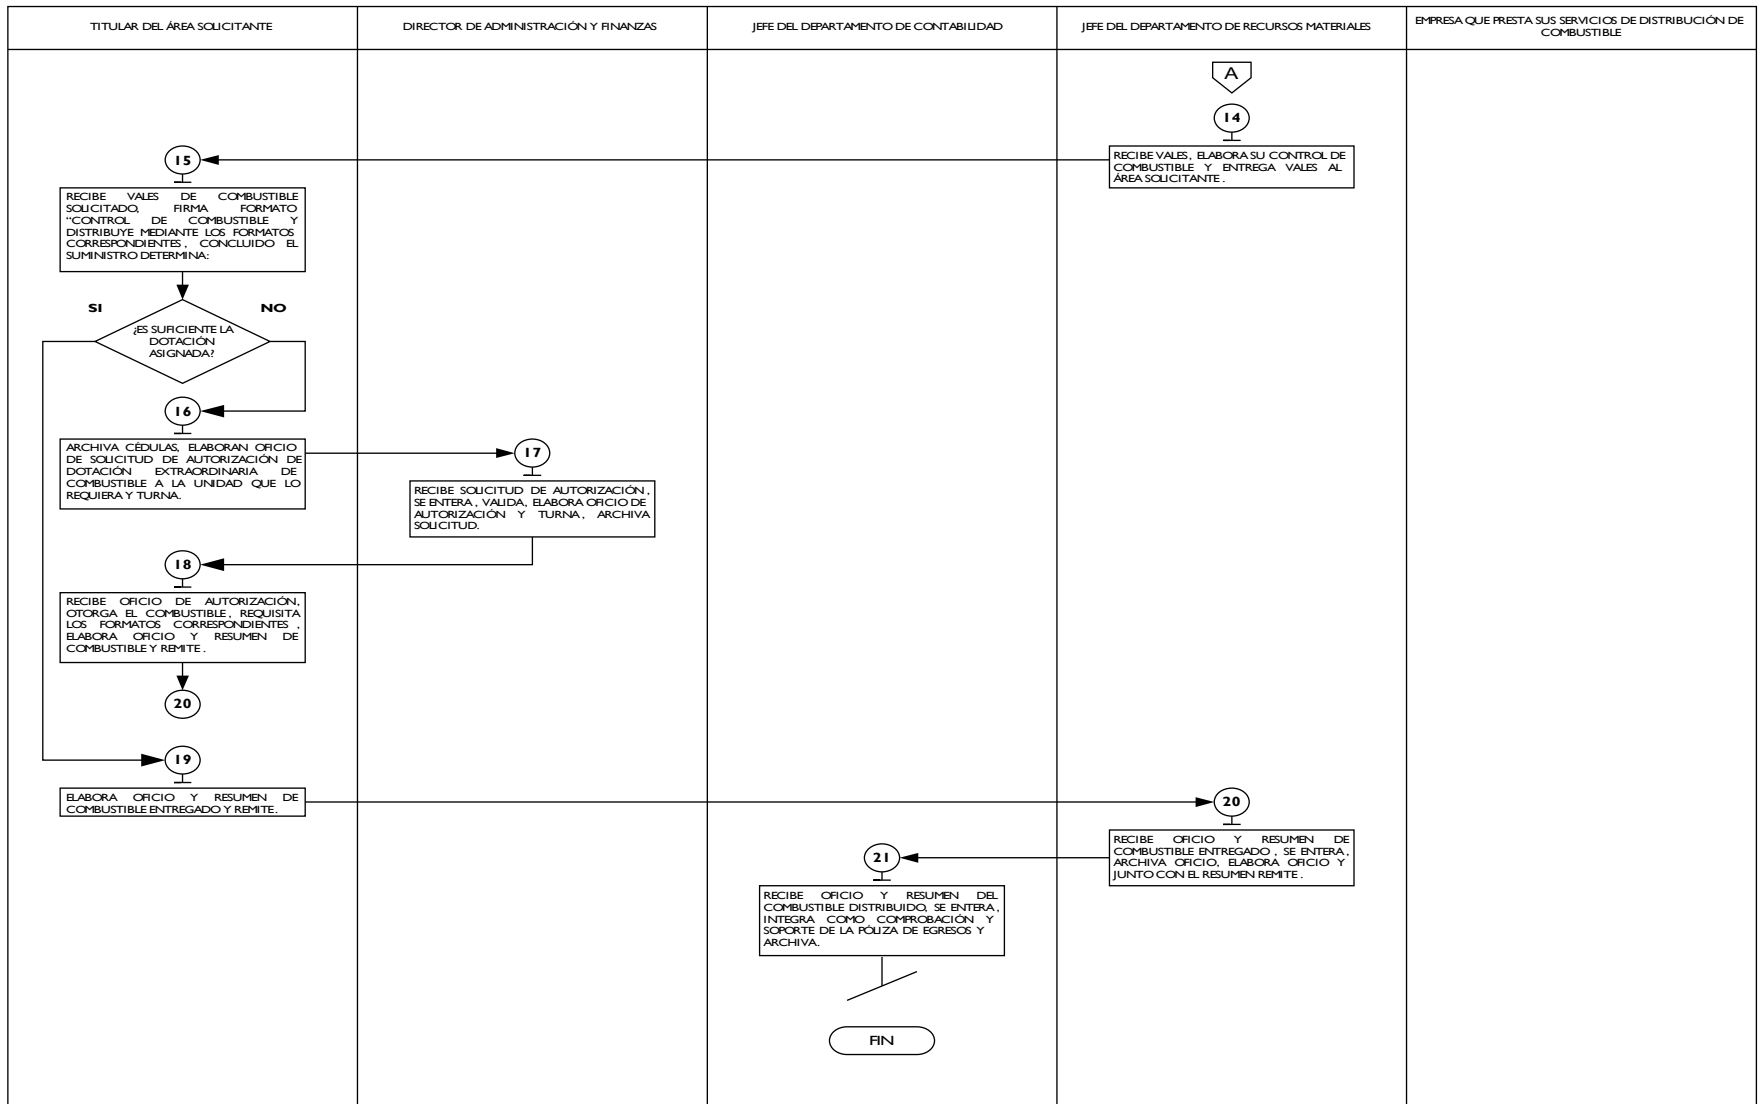 TITULAR DEL ÁREA SOLICITANTE
DIRECTOR DE ADMINISTRACIÓN Y FINANZAS
JEFE DEL DEPARTAMENTO DE CONTABILIDAD
JEFE DEL DEPARTAMENTO DE RECURSOS MATERIALES
EMPRESA QUE PRESTA SUS SERVICIOS DE DISTRIBUCIÓN DE
COMBUSTIBLE
A
14
RECIBE VALES, ELABORA SU CONTROL DE
COMBUSTIBLE Y ENTREGA VALES AL
ÁREA SOLICITANTE.
15
RECIBE VALES DE COMBUSTIBLE
SOLICITADO, FIRMA FORMATO
“CONTROL DE COMBUSTIBLE Y
DISTRIBUYE MEDIANTE LOS FORMATOS
CORRESPONDIENTES, CONCLUIDO EL
SUMINISTRO DETERMINA:
SI
NO
¿ES SUFICIENTE LA
DOTACIÓN
ASIGNADA?
16
ARCHIVA CÉDULAS, ELABORAN OFICIO
DE SOLICITUD DE AUTORIZACIÓN DE
DOTACIÓN EXTRAORDINARIA DE
COMBUSTIBLE A LA UNIDAD QUE LO
REQUIERA Y TURNA.
17
RECIBE SOLICITUD DE AUTORIZACIÓN,
SE ENTERA, VALIDA, ELABORA OFICIO DE
AUTORIZACIÓN Y TURNA, ARCHIVA
SOLICITUD.
18
RECIBE OFICIO DE AUTORIZACIÓN,
OTORGA EL COMBUSTIBLE, REQUISITA
LOS FORMATOS CORRESPONDIENTES,
ELABORA OFICIO Y RESUMEN DE
COMBUSTIBLE Y REMITE.
20
19
ELABORA OFICIO Y RESUMEN DE
COMBUSTIBLE ENTREGADO Y REMITE.
20
RECIBE OFICIO Y RESUMEN DE
COMBUSTIBLE ENTREGADO, SE ENTERA,
ARCHIVA OFICIO, ELABORA OFICIO Y
JUNTO CON EL RESUMEN REMITE.
21
RECIBE OFICIO Y RESUMEN DEL
COMBUSTIBLE DISTRIBUIDO, SE ENTERA,
INTEGRA COMO COMPROBACIÓN Y
SOPORTE DE LA PÓLIZA DE EGRESOS Y
ARCHIVA.
FIN